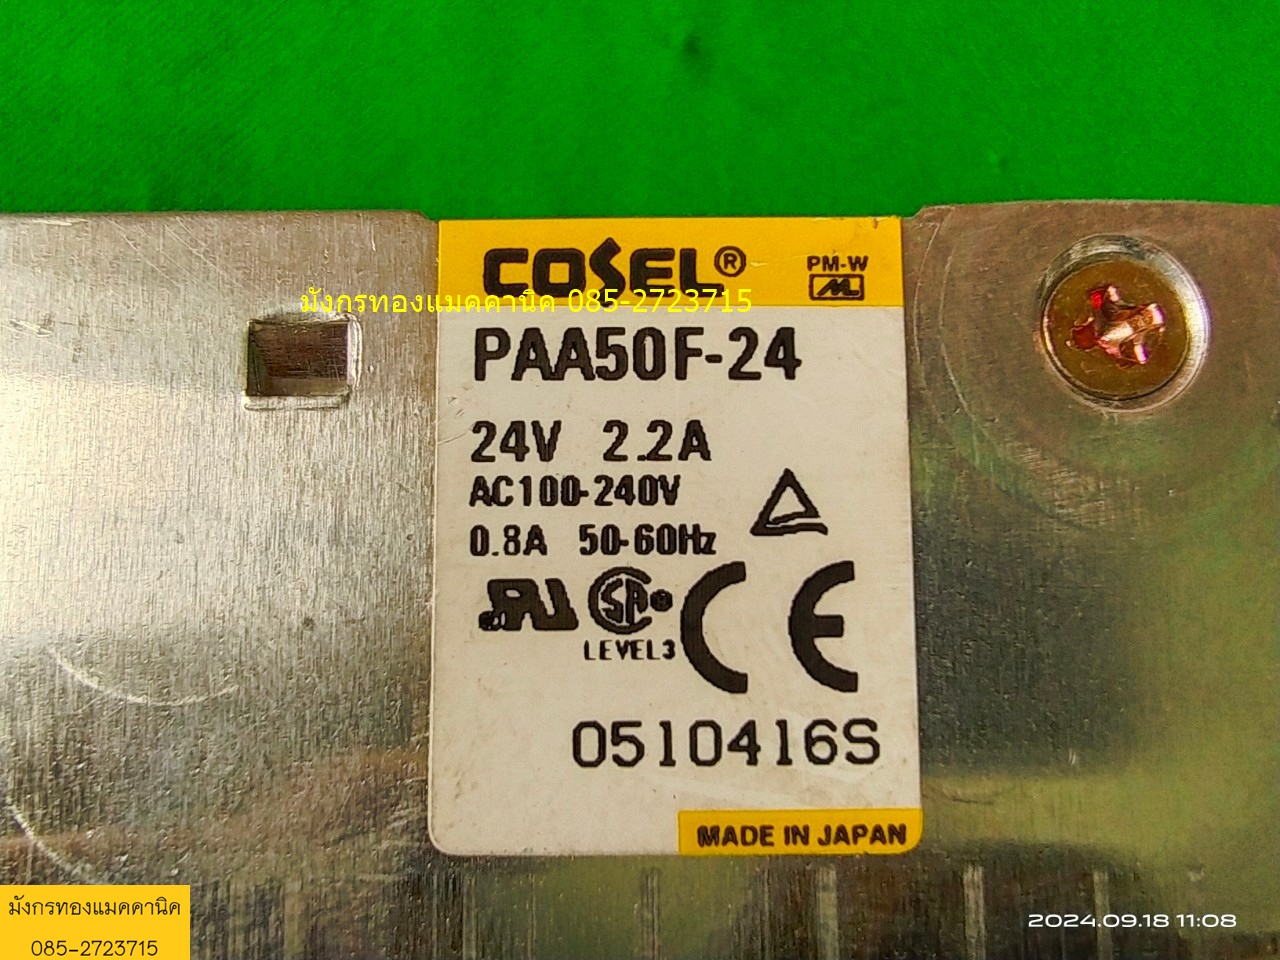 COSEL®
PM-W
มังกรทองแมคคานิค 085-2723715
PAA50F-24
24V 2.2A
AC100-240V
0.8A 50-60Hz
LEVEL3
CE
0510416S
MADE IN JAPAN
มังกรทองแมคคานิค
085-2723715
2024.09.18 11:08